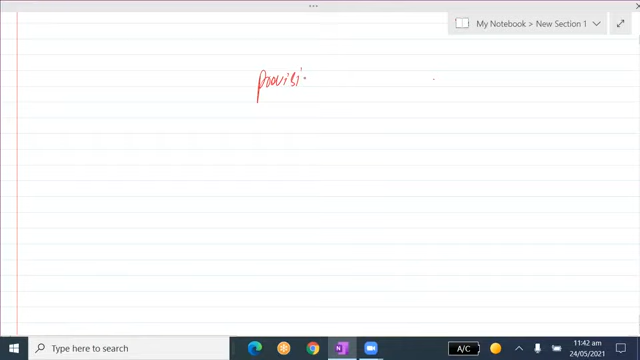 My Notebook > New Section 1
provisi
Type here to search
A/C
11:42 am
24/05/2021